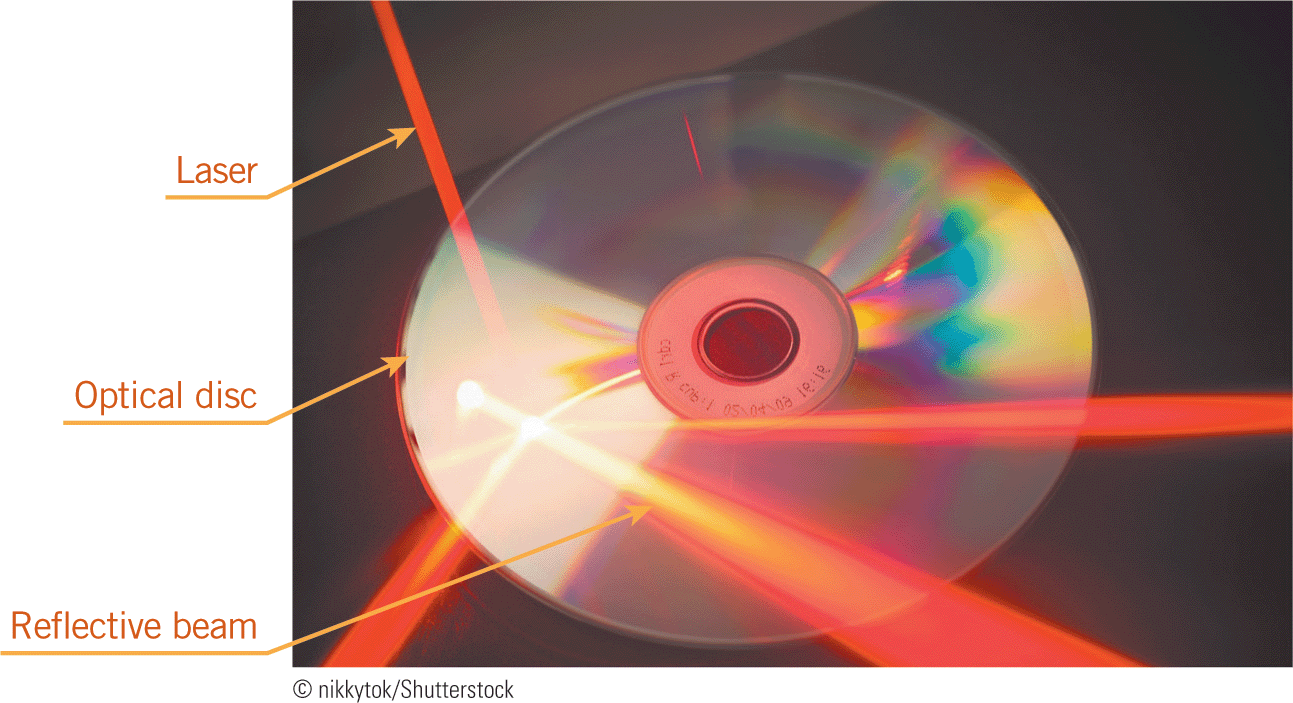 Laser
Optical disc
Reflective beam
© nikkytok/Shutterstock